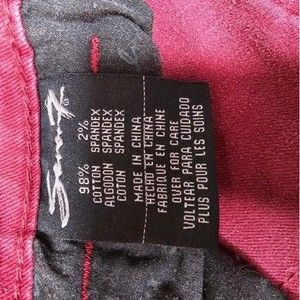 Seven7
98% 2%
COTTON SPANDEX
ALGODON SPANDEX
COTON SPANDEX
MADE IN CHINA
HECHO EN CHINA
FABRIQUE EN CHINE
OVER FOR CARE
VOLTEAR PARA CUIDADO
PLUS POUR LES SOINS